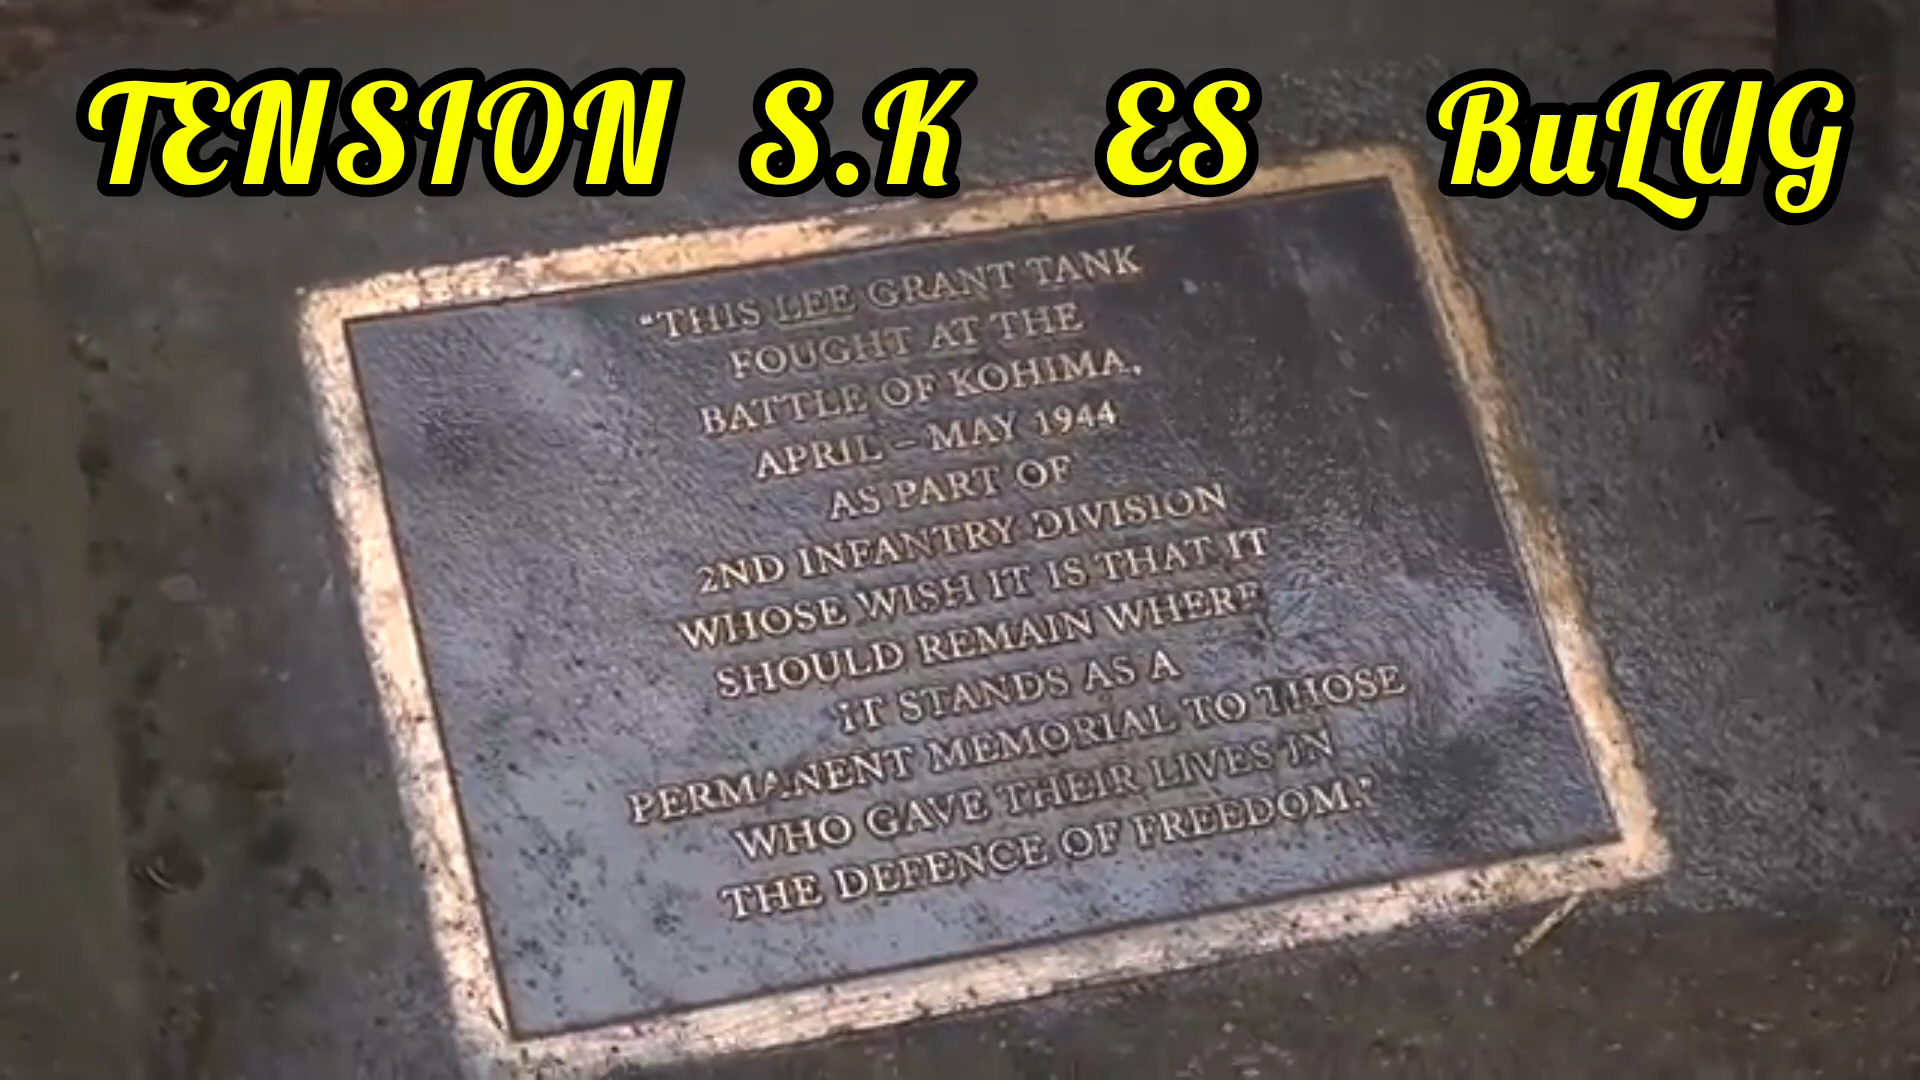 TENSION S.K ES BuLUG
"THIS LEE GRANT TANK
FOUGHT AT THE
BATTLE OF KOHIMA,
APRIL – MAY 1944
AS PART OF
2ND INFANTRY DIVISION
WHOSE WISH IT IS THAT IT
SHOULD REMAIN WHERE
IT STANDS AS A
PERMANENT MEMORIAL TO THOSE
WHO GAVE THEIR LIVES IN
THE DEFENCE OF FREEDOM."